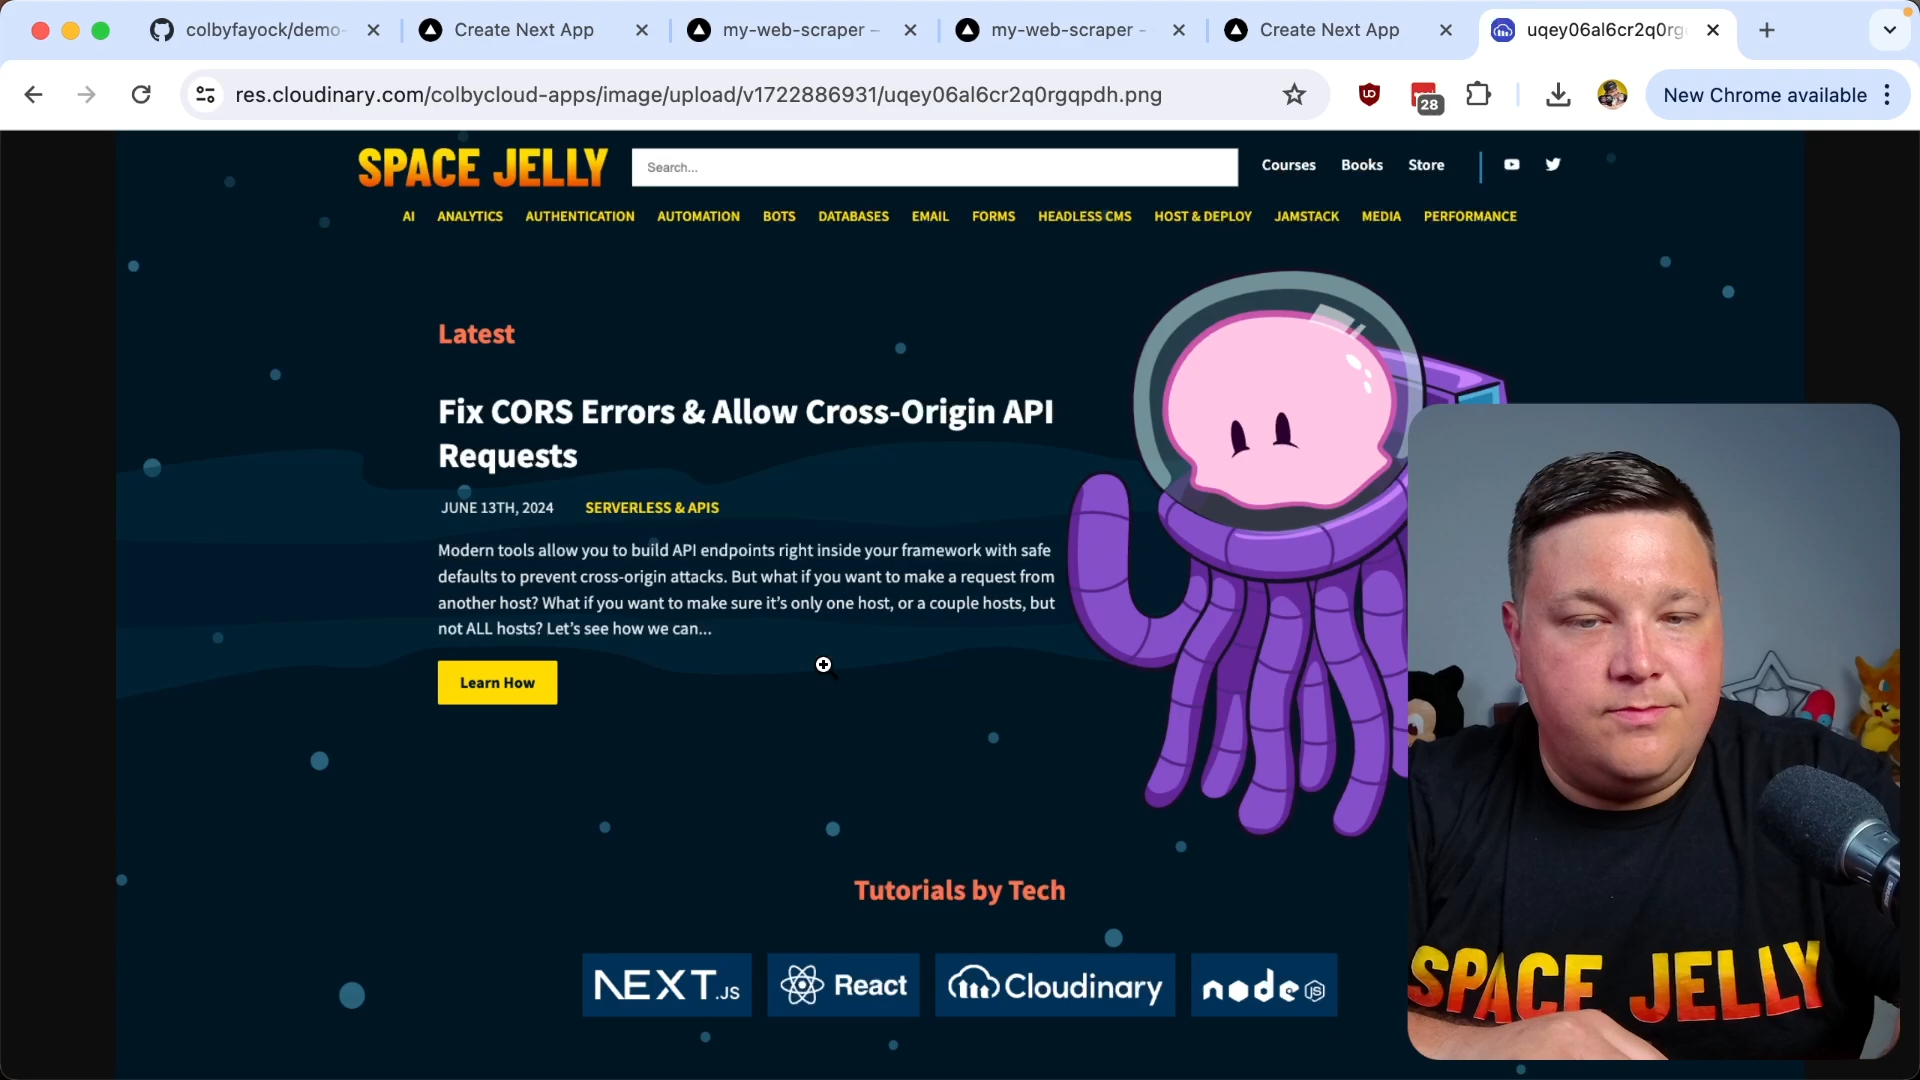 colbyfayock/demo-
Create Next App
my-web-scraper –
my-web-scraper -
Create Next App
uqey06al6cr2q0rg
res.cloudinary.com/colbycloud-apps/image/upload/v1722886931/uqey06al6cr2q0rgqpdh.png
28
New Chrome available
SPACE JELLY
Search...
Courses
Books
Store
AI
ANALYTICS
AUTHENTICATION
AUTOMATION
BOTS
DATABASES
EMAIL
FORMS
HEADLESS CMS
HOST & DEPLOY
JAMSTACK
MEDIA
PERFORMANCE
Latest
Fix CORS Errors & Allow Cross-Origin API
Requests
JUNE 13TH, 2024
SERVERLESS & APIS
Modern tools allow you to build API endpoints right inside your framework with safe
defaults to prevent cross-origin attacks. But what if you want to make a request from
another host? What if you want to make sure it's only one host, or a couple hosts, but
not ALL hosts? Let's see how we can...
Learn How
Tutorials by Tech
NEXT.JS
React
Cloudinary
node JS
SPACE JELLY